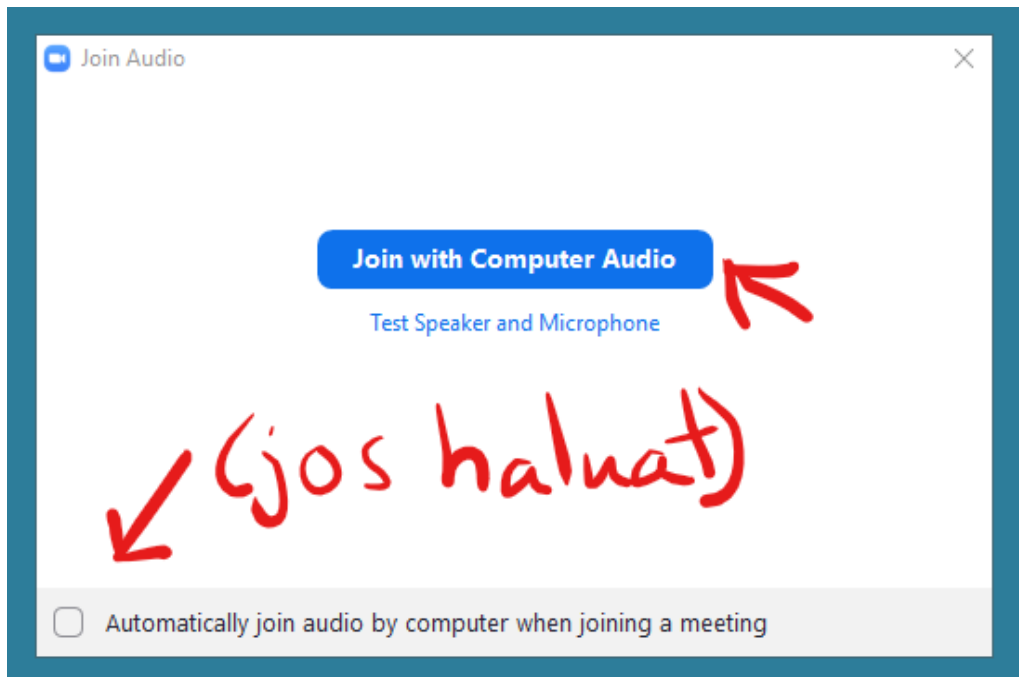 Join Audio
Join with Computer Audio
Test Speaker and Microphone
(jos haluat)
Automatically join audio by computer when joining a meeting